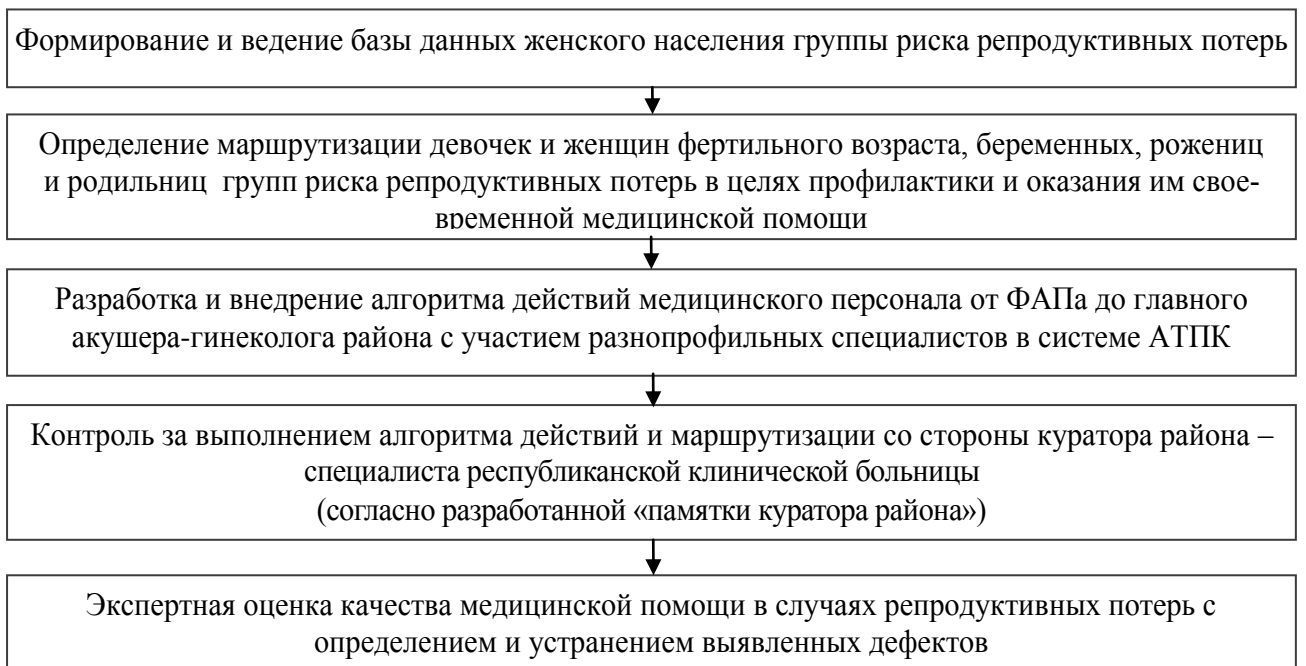 Формирование и ведение базы данных женского населения группы риска репродуктивных потерь
Определение маршрутизации девочек и женщин фертильного возраста, беременных, рожениц
и родильниц групп риска репродуктивных потерь в целях профилактики и оказания им свое-
временной медицинской помощи
Разработка и внедрение алгоритма действий медицинского персонала от ФАПа до главного
акушера-гинеколога района с участием разнопрофильных специалистов в системе АТПК
Контроль за выполнением алгоритма действий и маршрутизации со стороны куратора района –
специалиста республиканской клинической больницы
(согласно разработанной «памятки куратора района»)
Экспертная оценка качества медицинской помощи в случаях репродуктивных потерь с
определением и устранением выявленных дефектов